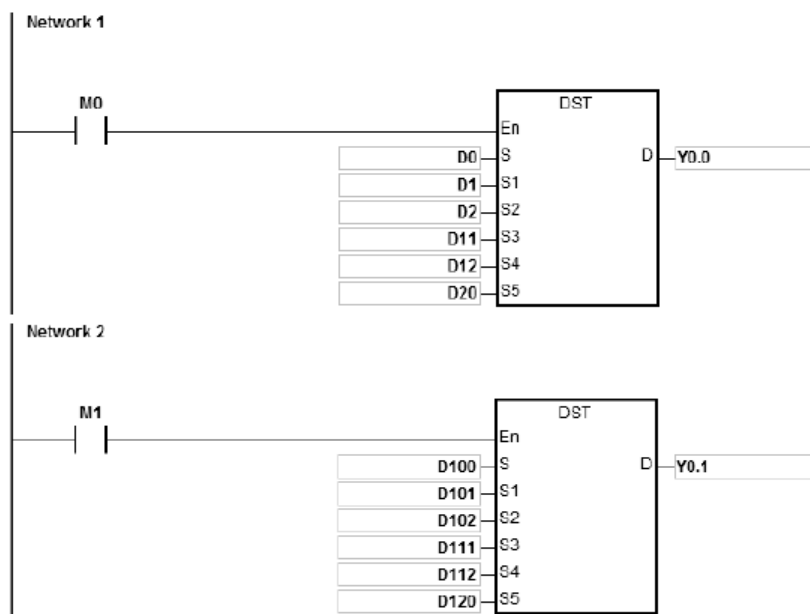 Network 1
M0
DST
En
D0 S D Y0.0
D1 S1
D2 S2
D11 S3
D12 S4
D20 S5
Network 2
M1
DST
En
D100 S D Y0.1
D101 S1
D102 S2
D111 S3
D112 S4
D120 S5